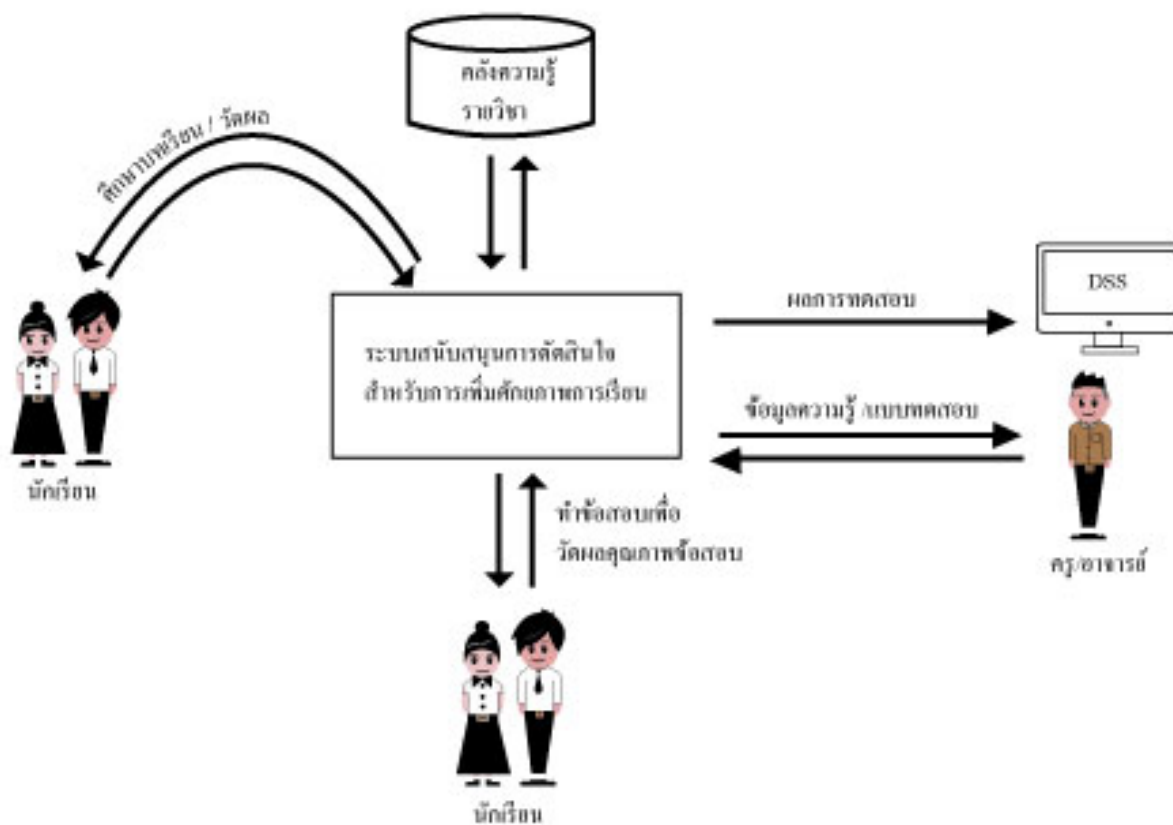 คลังความรู้
รายวิชา
ศึกษาบทเรียน / วัดผล
DSS
ผลการทดสอบ
ระบบสนับสนุนการตัดสินใจ
สำหรับการเพิ่มศักยภาพการเรียน
ข้อมูลความรู้ /แบบทดสอบ
นักเรียน
ทำข้อสอบเพื่อ
วัดผลคุณภาพข้อสอบ
ครู/อาจารย์
นักเรียน